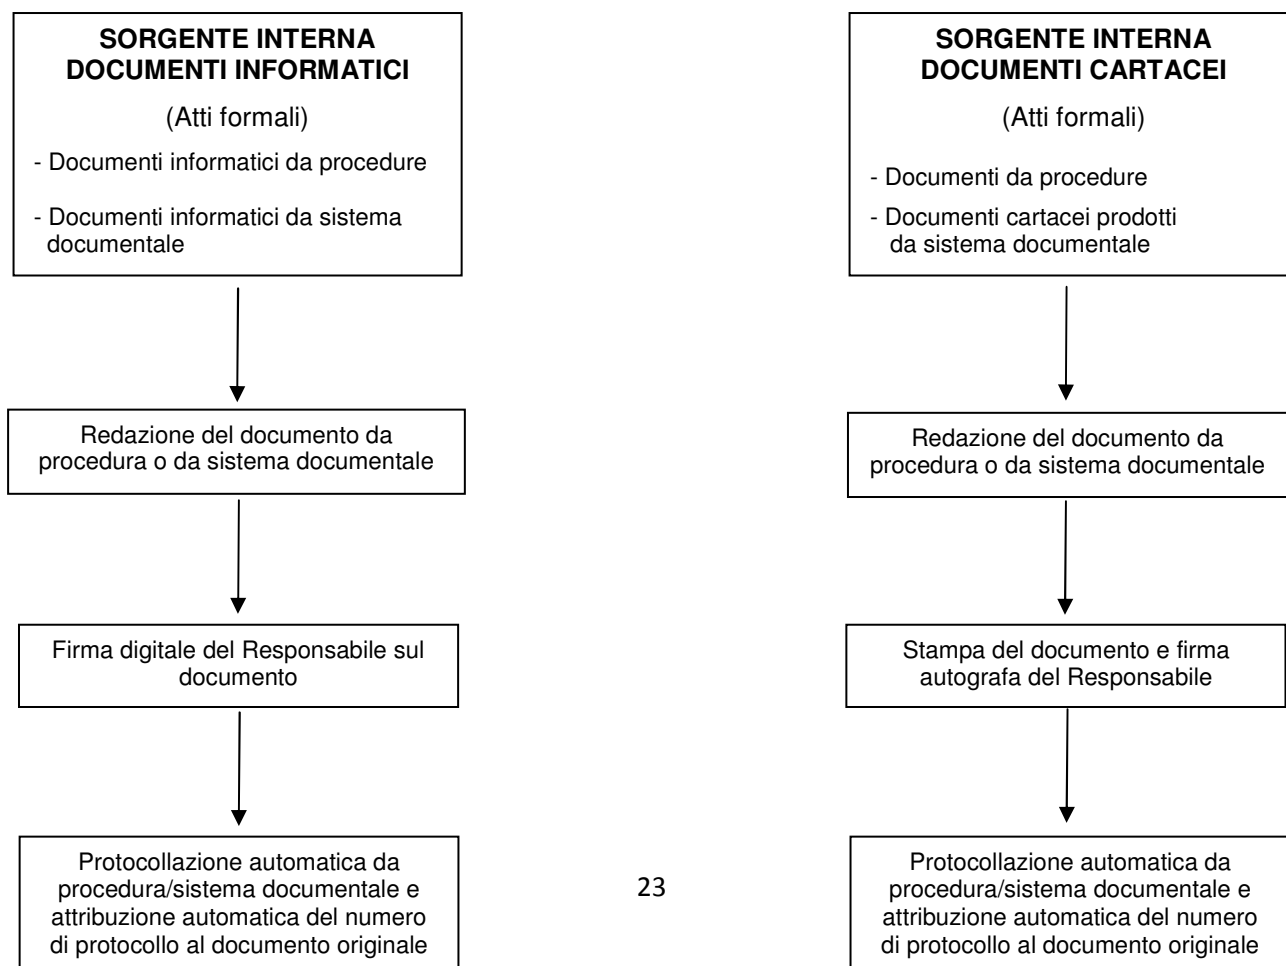 SORGENTE INTERNA
DOCUMENTI INFORMATICI
(Atti formali)
- Documenti informatici da procedure
- Documenti informatici da sistema
documentale
Redazione del documento da
procedura o da sistema documentale
Firma digitale del Responsabile sul
documento
Protocollazione automatica da
procedura/sistema documentale e
attribuzione automatica del numero
di protocollo al documento originale
SORGENTE INTERNA
DOCUMENTI CARTACEI
(Atti formali)
- Documenti da procedure
- Documenti cartacei prodotti
da sistema documentale
Redazione del documento da
procedura o da sistema documentale
Stampa del documento e firma
autografa del Responsabile
Protocollazione automatica da
procedura/sistema documentale e
attribuzione automatica del numero
di protocollo al documento originale
23